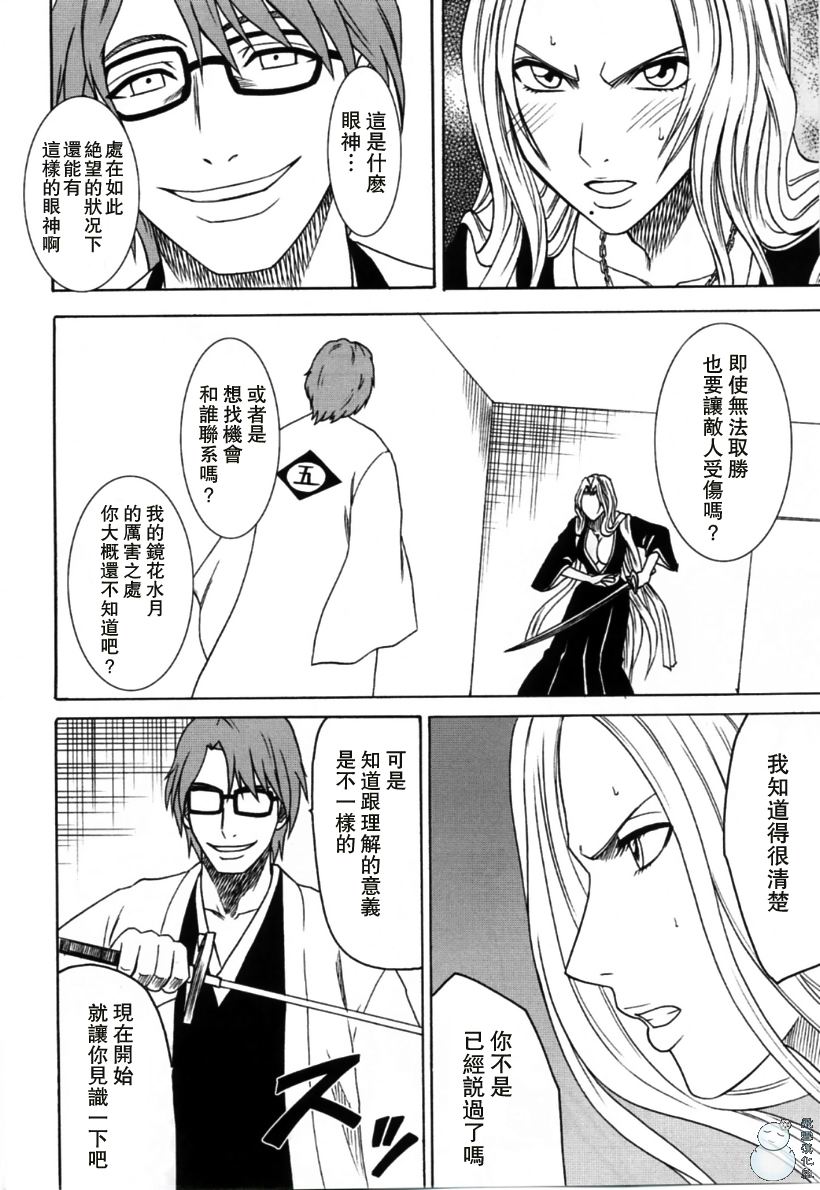 這是什麼
眼神…
處在如此
絕望的狀況下
還能有
這樣的眼神啊
即使無法取勝
也要讓敵人受傷嗎?
或者是
想找機會
和誰聯系嗎?
五
我的鏡花水月
的厲害之處
你大概還不知道吧?
我知道得很清楚
你不是
已經説過了嗎
可是
知道跟理解的意義
是不一樣的
現在開始
就讓你見識一下吧
スッ